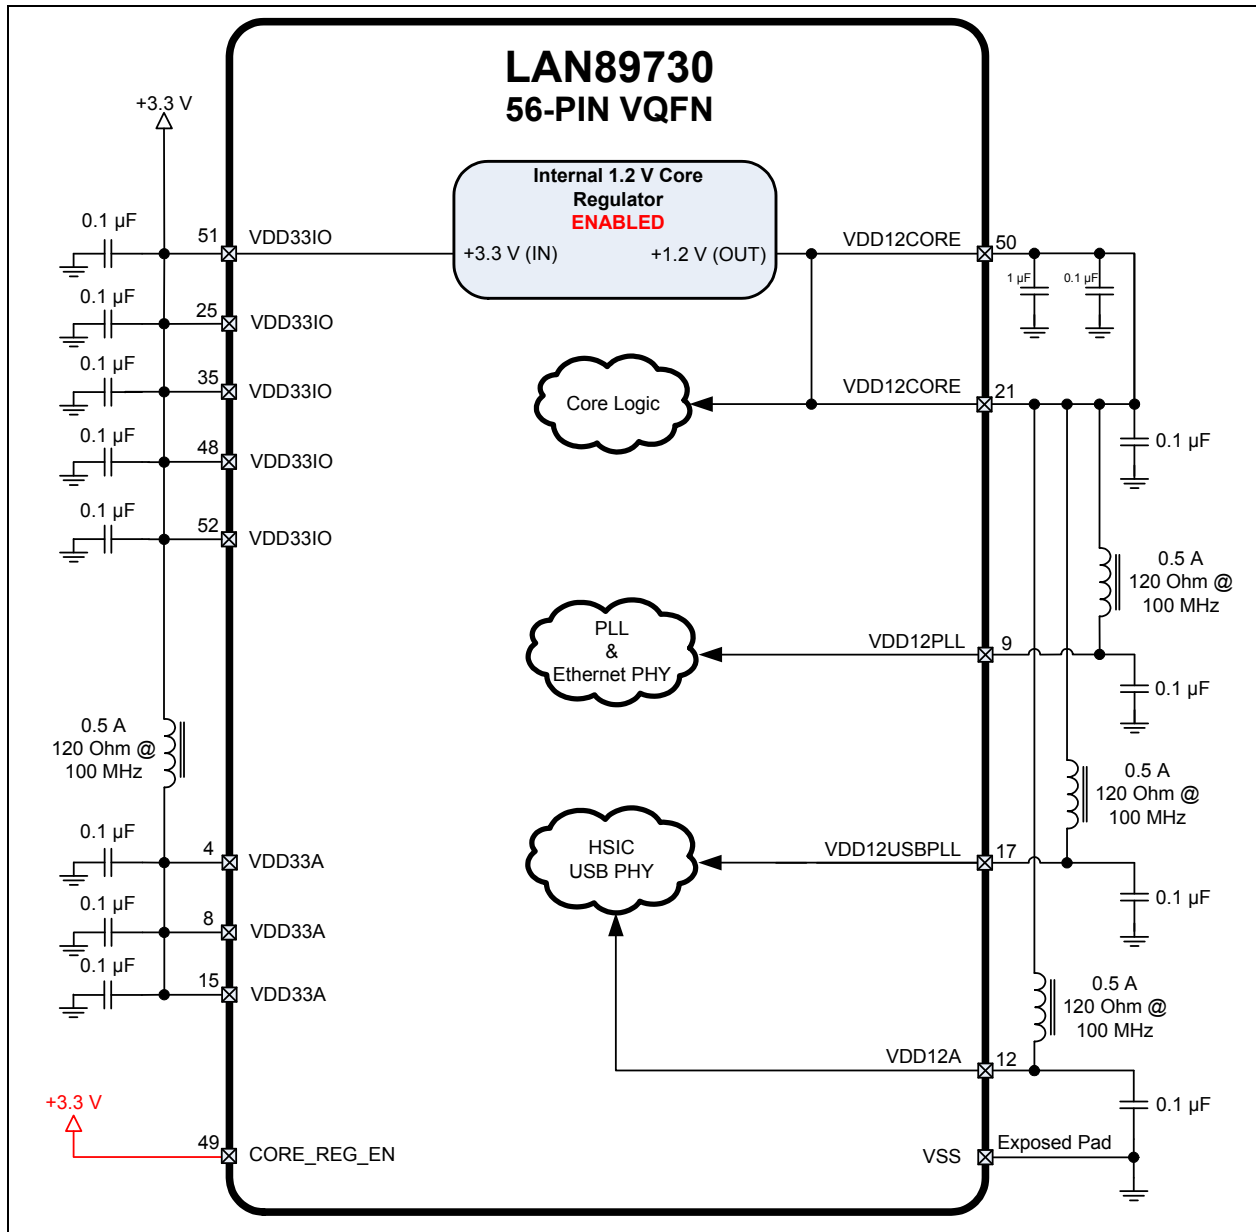 LAN89730
56-PIN VQFN
+3.3 V
Internal 1.2 V Core
Regulator
ENABLED
+3.3 V (IN)
+1.2 V (OUT)
0.1 µF
51
VDD33IO
VDD12CORE
50
1 µF
0.1 µF
0.1 µF
25
VDD33IO
0.1 µF
35
VDD33IO
Core Logic
VDD12CORE
21
0.1 µF
0.1 µF
48
VDD33IO
0.1 µF
52
VDD33IO
0.5 A
120 Ohm @
100 MHz
PLL
&
Ethernet PHY
VDD12PLL
9
0.1 µF
0.5 A
120 Ohm @
100 MHz
0.5 A
120 Ohm @
100 MHz
0.1 µF
4
VDD33A
HSIC
USB PHY
VDD12USBPLL
17
0.1 µF
0.1 µF
8
VDD33A
0.1 µF
15
VDD33A
0.5 A
120 Ohm @
100 MHz
VDD12A
12
0.1 µF
+3.3 V
49
CORE_REG_EN
VSS
Exposed Pad